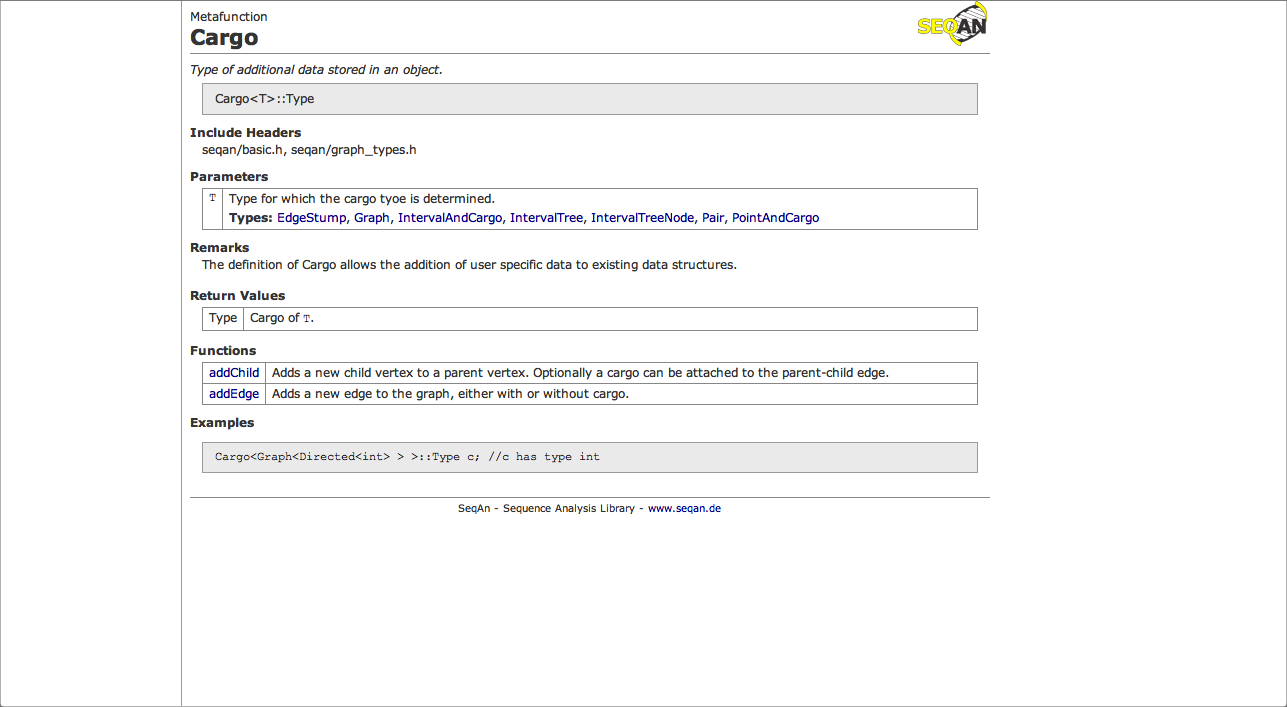 Metafunction
Cargo
SEQAN
Type of additional data stored in an object.
Cargo<T>::Type
Include Headers
seqan/basic.h, seqan/graph_types.h
Parameters
T Type for which the cargo tyoe is determined.
Types: EdgeStump, Graph, IntervalAndCargo, IntervalTree, IntervalTreeNode, Pair, PointAndCargo
Remarks
The definition of Cargo allows the addition of user specific data to existing data structures.
Return Values
Type Cargo of T.
Functions
addChild Adds a new child vertex to a parent vertex. Optionally a cargo can be attached to the parent-child edge.
addEdge Adds a new edge to the graph, either with or without cargo.
Examples
Cargo<Graph<Directed<int> > >::Type c; //c has type int
SeqAn - Sequence Analysis Library - www.seqan.de